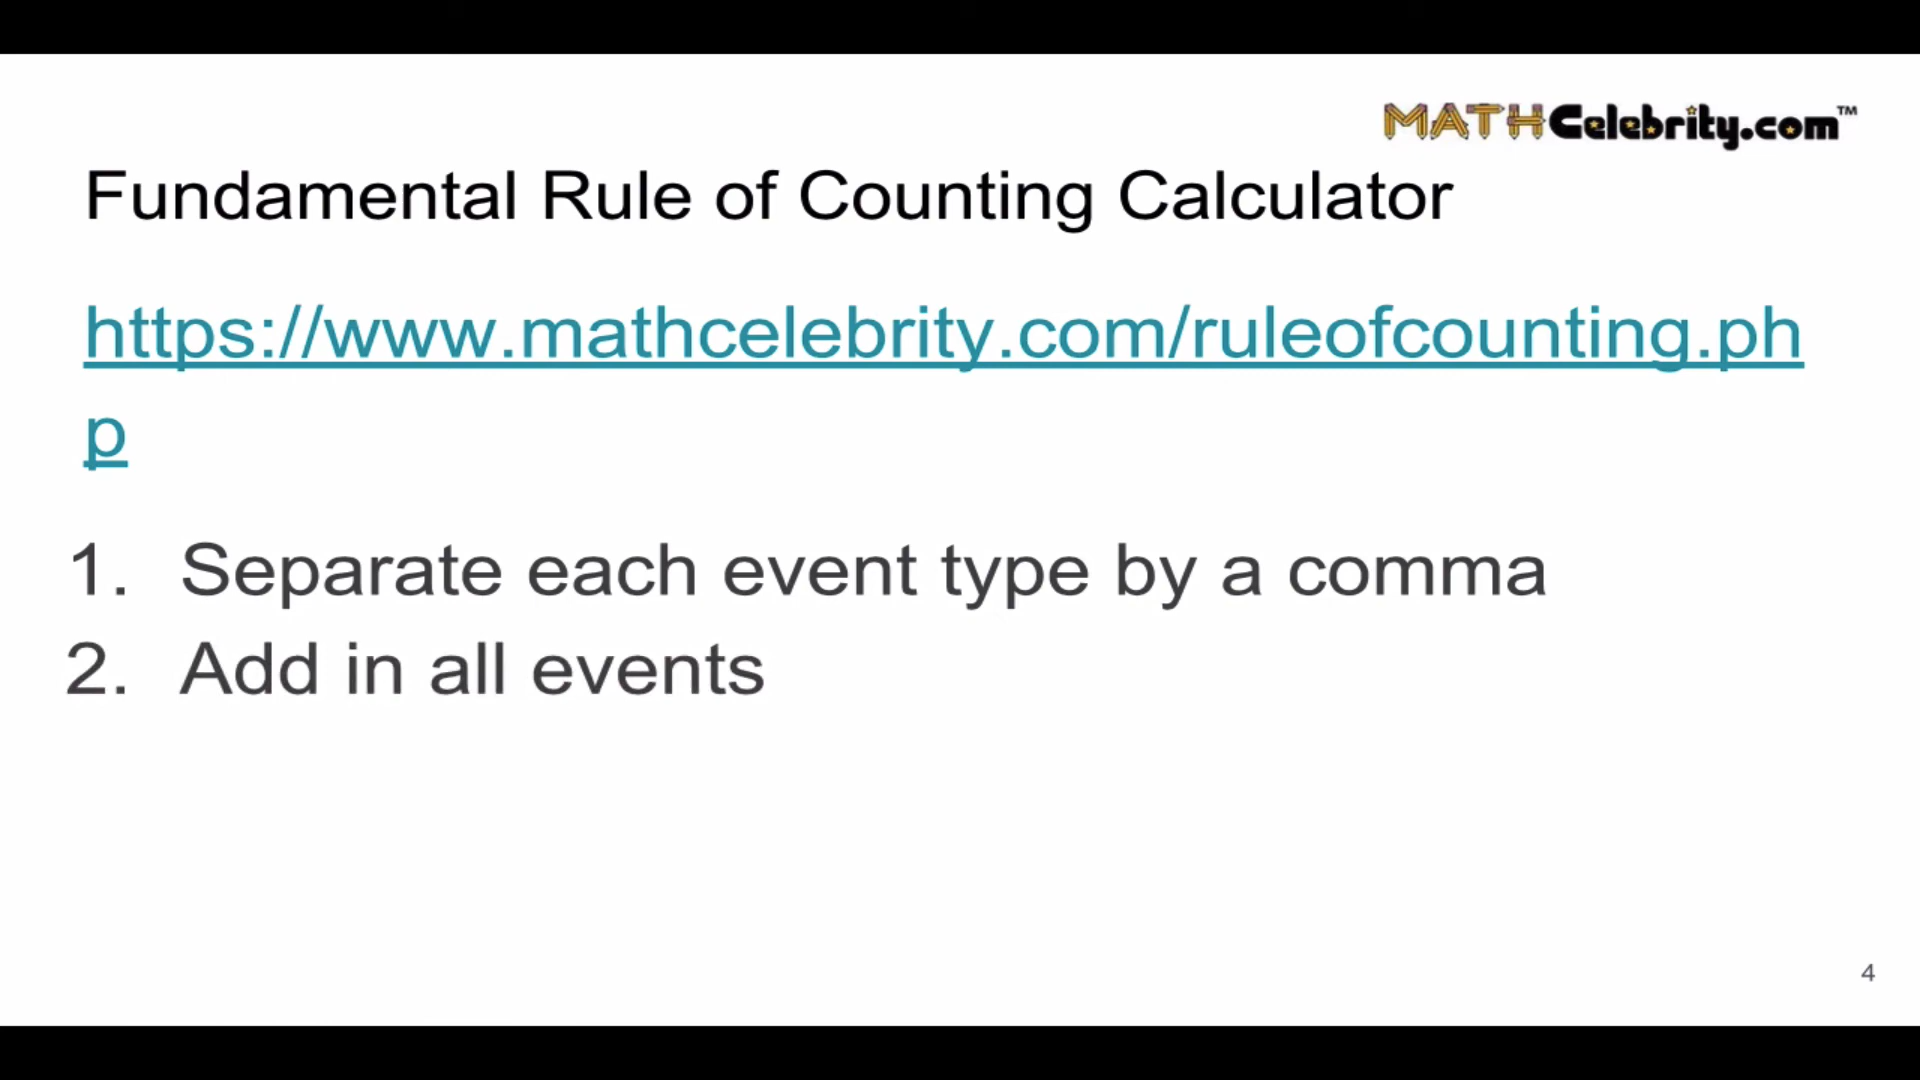 MATHCelebrity.com™
Fundamental Rule of Counting Calculator
https://www.mathcelebrity.com/ruleofcounting.ph
p
1. Separate each event type by a comma
2. Add in all events
4